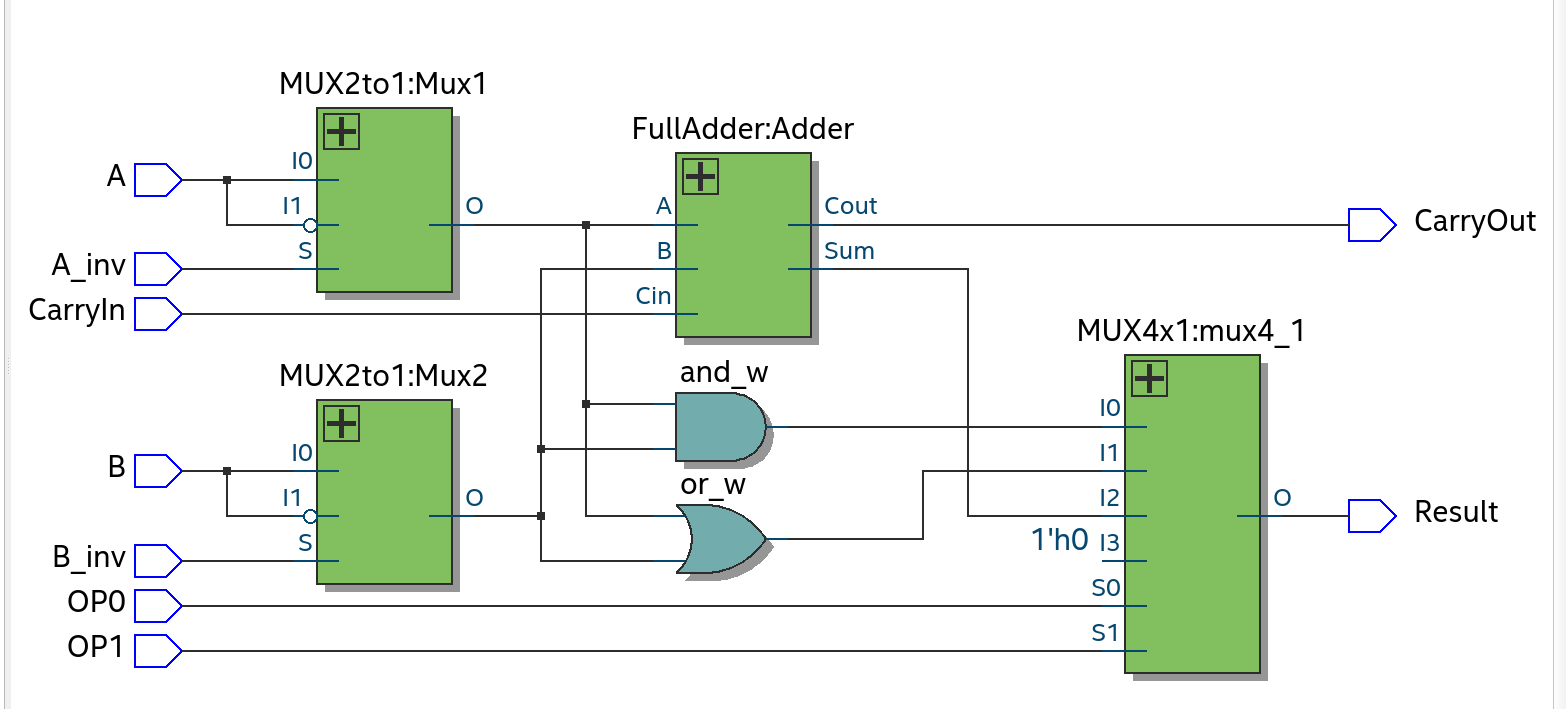 MUX2to1:Mux1
I0
I1
S
O
A
A_inv
CarryIn
FullAdder:Adder
A
B
Cin
Cout
Sum
CarryOut
MUX2to1:Mux2
I0
I1
S
O
B
B_inv
OP0
OP1
and_w
or_w
MUX4x1:mux4_1
I0
I1
I2
1'h0 I3
S0
S1
O
Result